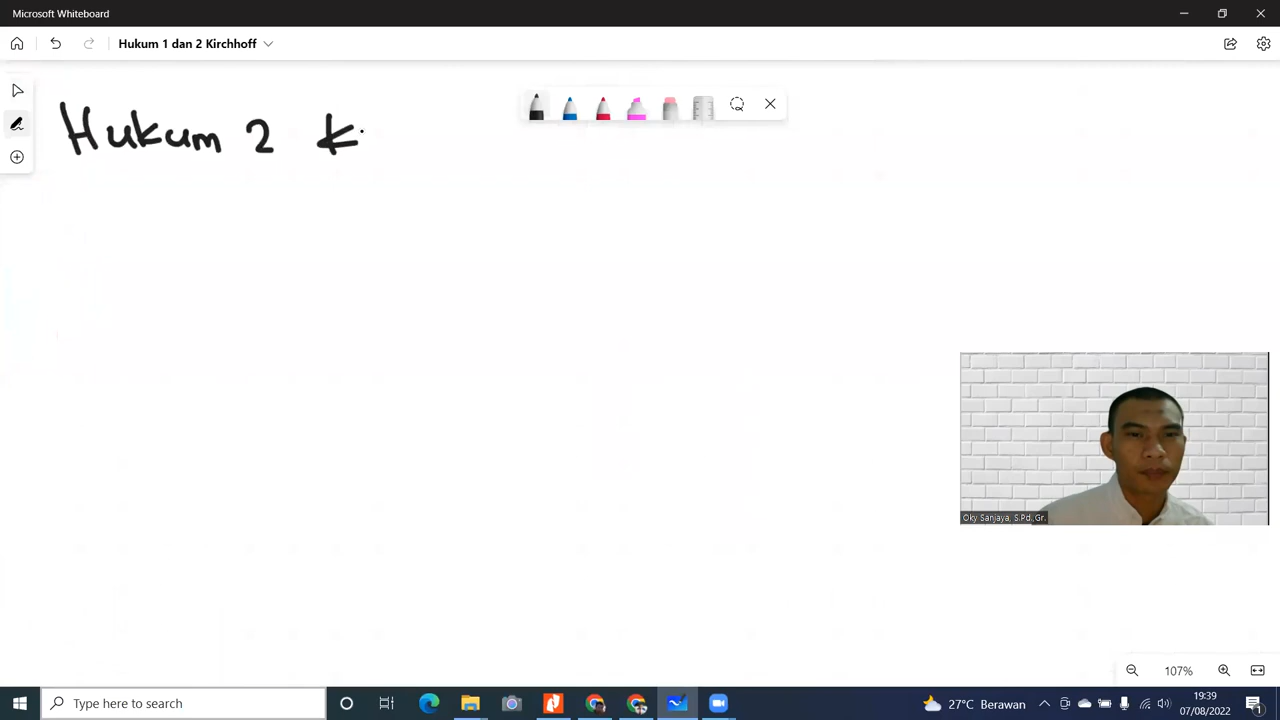 Microsoft Whiteboard
Hukum 1 dan 2 Kirchhoff
Hukum 2 K
Oky Sanjaya, S.Pd.,Gr.
107%
Type here to search
27°C Berawan
19:39
07/08/2022
1